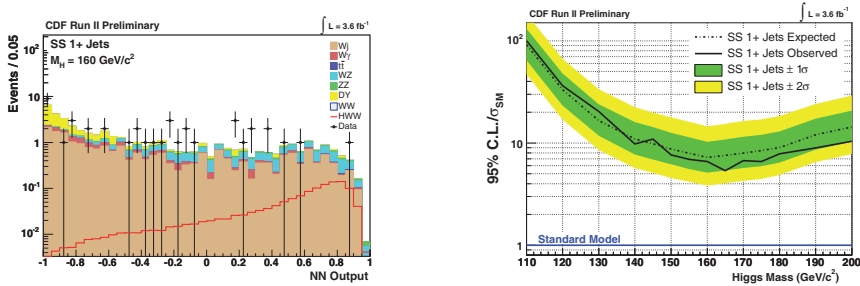 CDF Run II Preliminary
∫ L = 3.6 fb⁻¹
SS 1+ Jets
M_H = 160 GeV/c²
Events / 0.05
10²
10
1
10⁻¹
10⁻²
Wj
Wγ
tt̄
WZ
ZZ
DY
WW
HWW
Data
-1 -0.8 -0.6 -0.4 -0.2 0 0.2 0.4 0.6 0.8 1
NN Output
CDF Run II Preliminary
∫ L = 3.6 fb⁻¹
95% C.L./σ_SM
10²
10
1
SS 1+ Jets Expected
SS 1+ Jets Observed
SS 1+ Jets ± 1σ
SS 1+ Jets ± 2σ
Standard Model
110 120 130 140 150 160 170 180 190 200
Higgs Mass (GeV/c²)